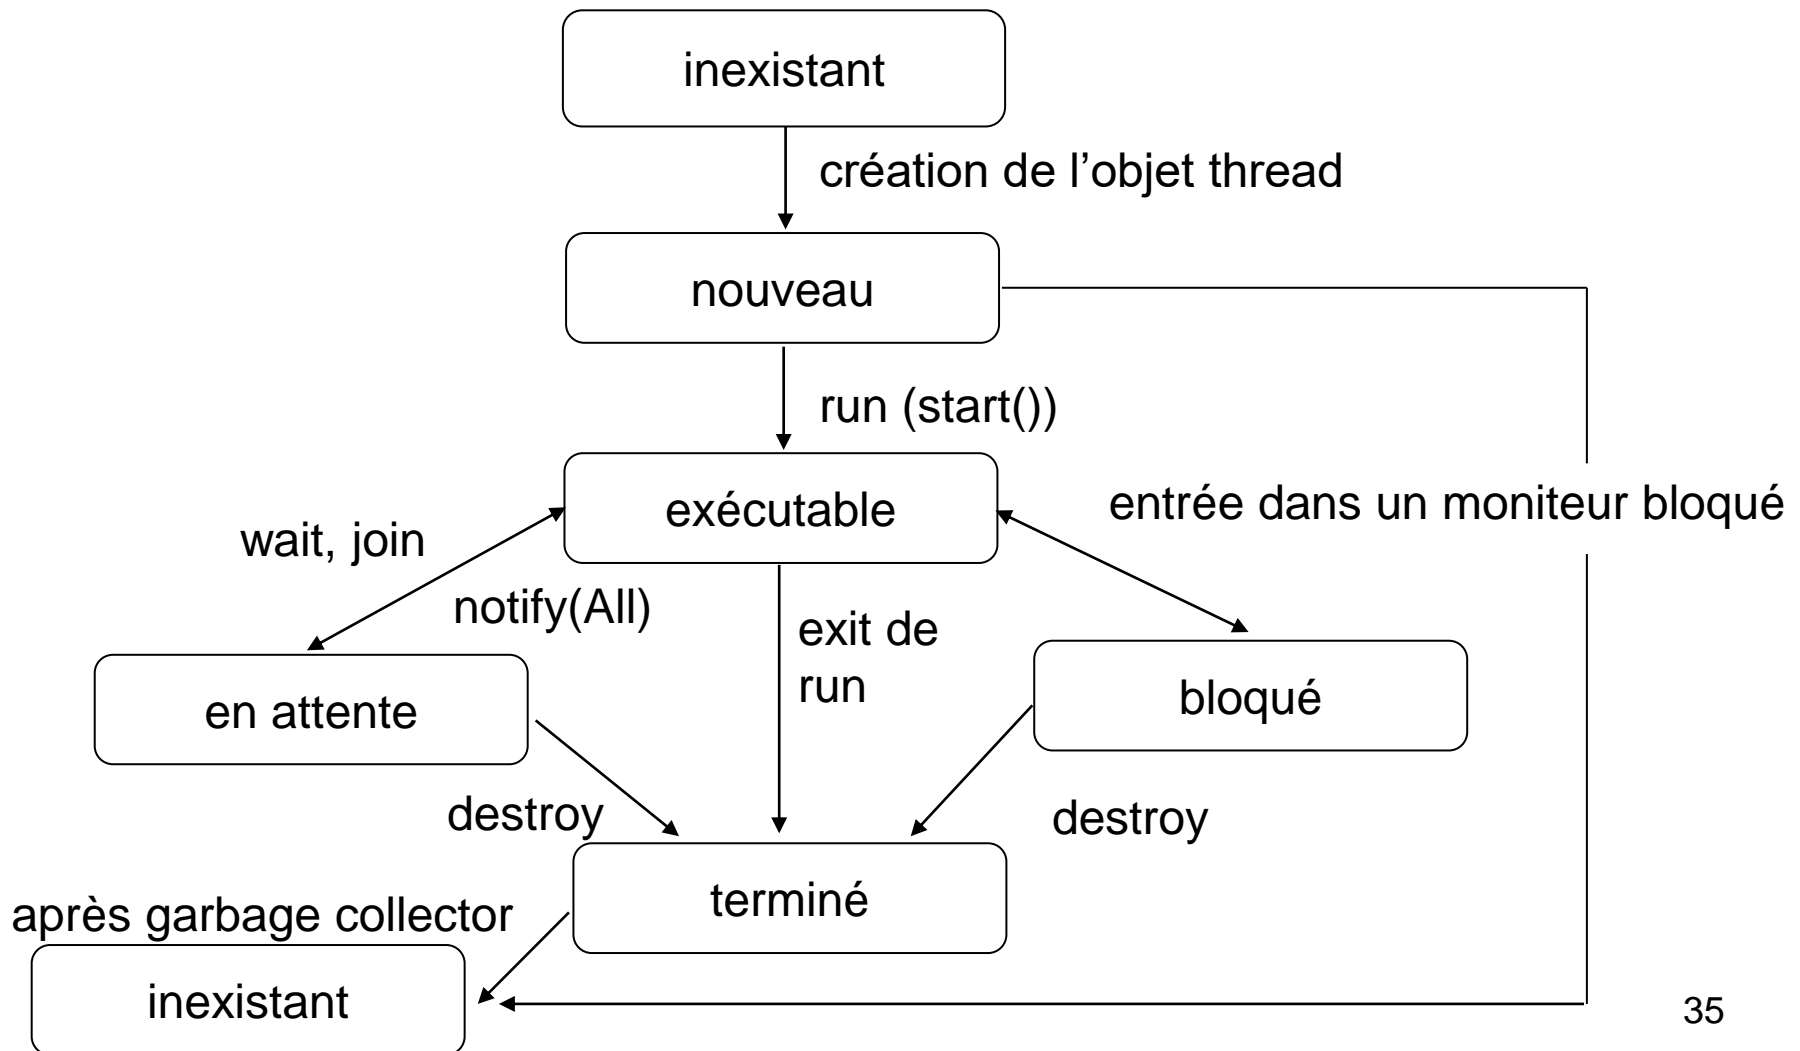 inexistant
création de l’objet thread
nouveau
run (start())
exécutable
entrée dans un moniteur bloqué
wait, join
notify(All)
exit de
run
en attente
bloqué
destroy
destroy
terminé
après garbage collector
inexistant
35